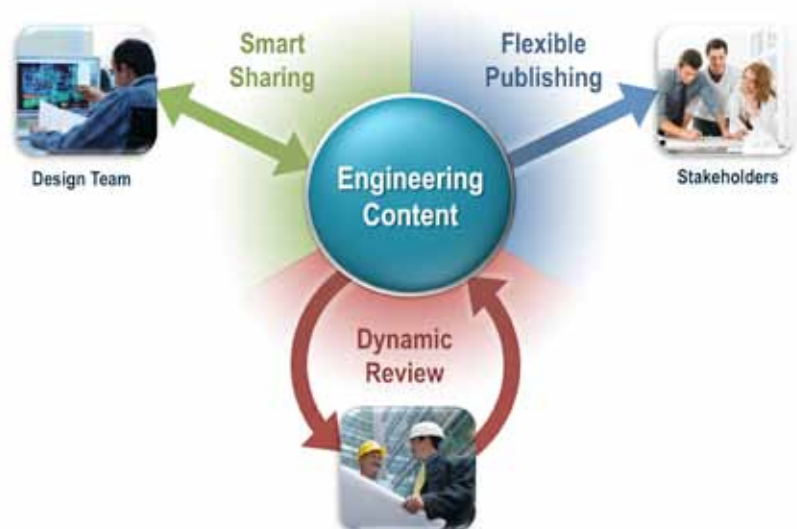 Smart
Sharing
Flexible
Publishing
Design Team
Engineering
Content
Stakeholders
Dynamic
Review